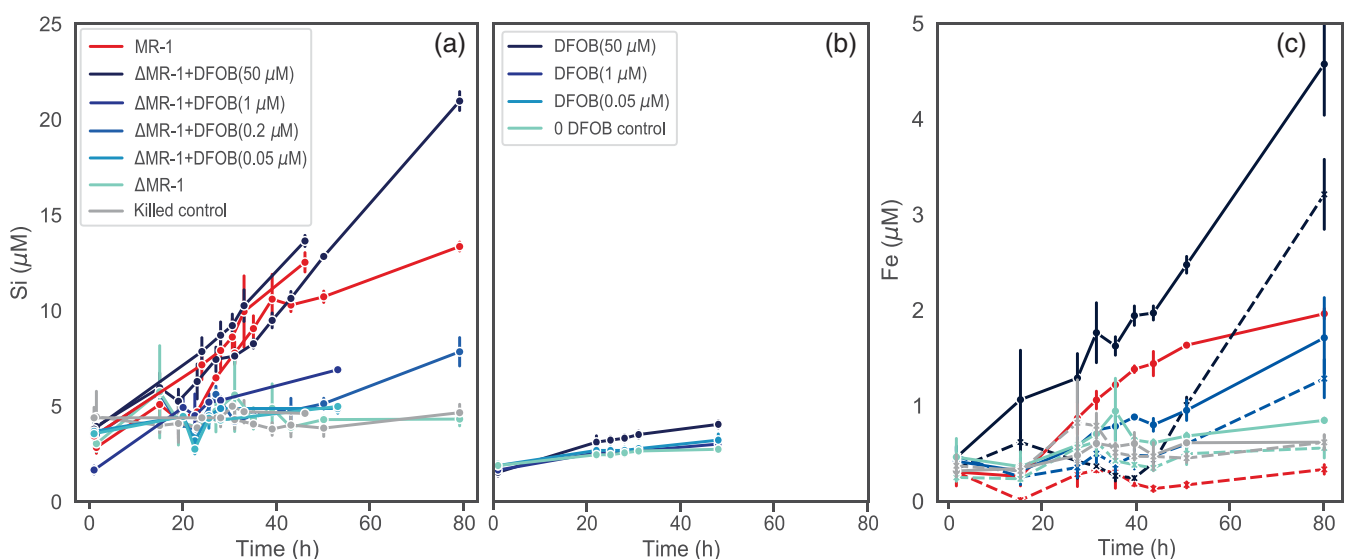 25
20
15
10
5
0
Si (μM)
MR-1
ΔMR-1+DFOB(50 μM)
ΔMR-1+DFOB(1 μM)
ΔMR-1+DFOB(0.2 μM)
ΔMR-1+DFOB(0.05 μM)
ΔMR-1
Killed control
(a)
0 20 40 60 80
Time (h)
DFOB(50 μM)
DFOB(1 μM)
DFOB(0.05 μM)
0 DFOB control
(b)
0 20 40 60 80
Time (h)
5
4
3
2
1
0
Fe (μM)
(c)
0 20 40 60 80
Time (h)